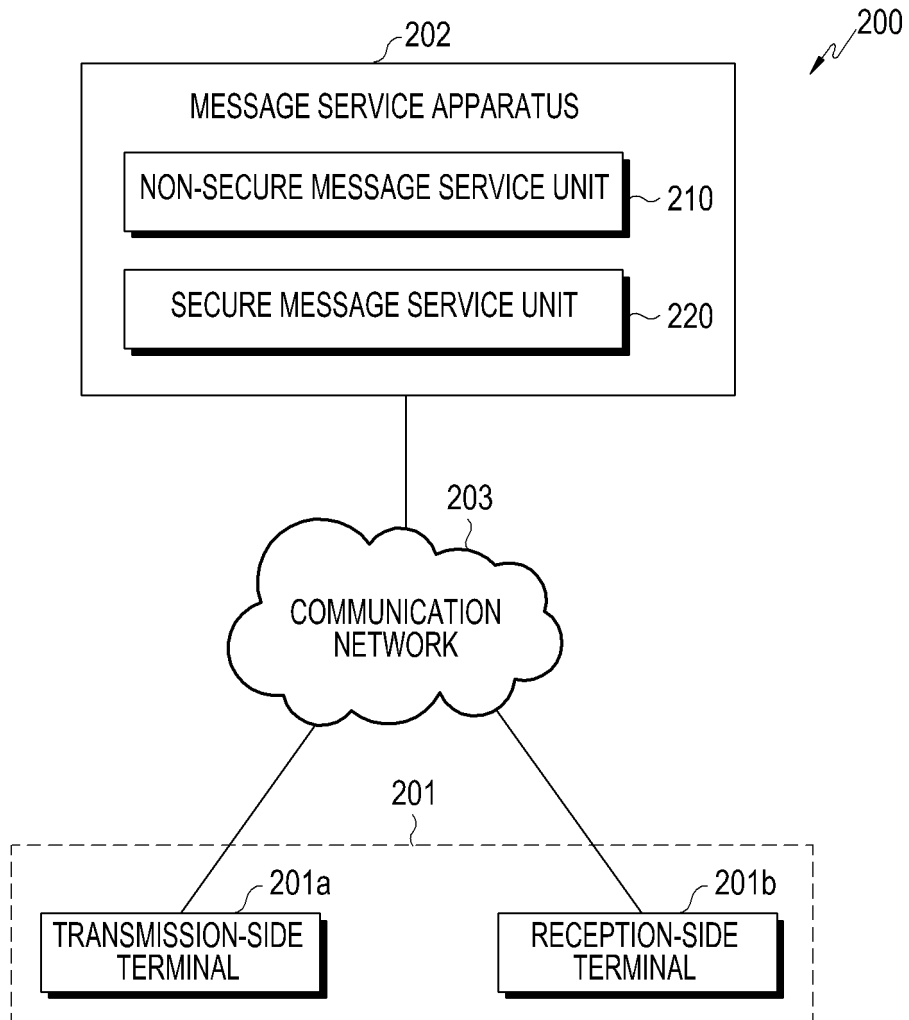 200
202
MESSAGE SERVICE APPARATUS
NON-SECURE MESSAGE SERVICE UNIT
210
SECURE MESSAGE SERVICE UNIT
220
203
COMMUNICATION
NETWORK
201
201a
201b
TRANSMISSION-SIDE
TERMINAL
RECEPTION-SIDE
TERMINAL